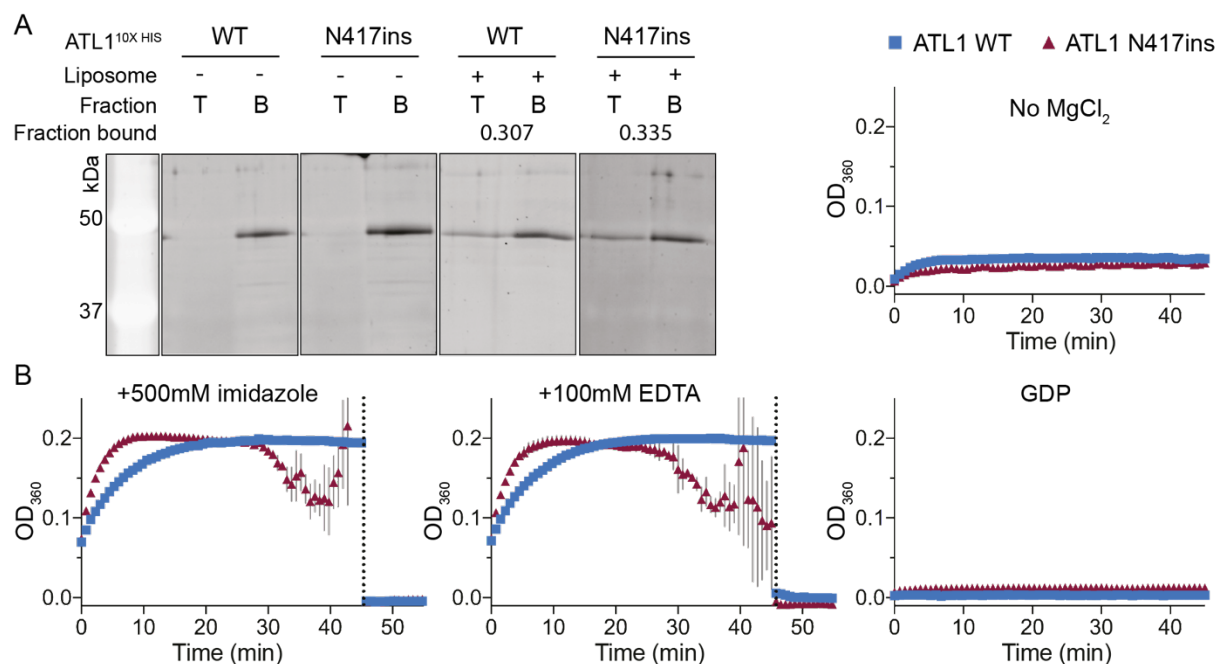 A
ATL1¹⁰ˣ ᴴᴵˢ WT N417ins WT N417ins
Liposome - - - - + + + +
Fraction T B T B T B T B
Fraction bound 0.307 0.335
kDa
50
37
ATL1 WT ATL1 N417ins
No MgCl₂
OD₃₆₀
0.2
0.1
0.0
0 10 20 30 40
Time (min)
B
+500mM imidazole
OD₃₆₀
0.2
0.1
0.0
0 10 20 30 40 50
Time (min)
+100mM EDTA
OD₃₆₀
0.2
0.1
0.0
0 10 20 30 40 50
Time (min)
GDP
OD₃₆₀
0.2
0.1
0.0
0 10 20 30 40
Time (min)